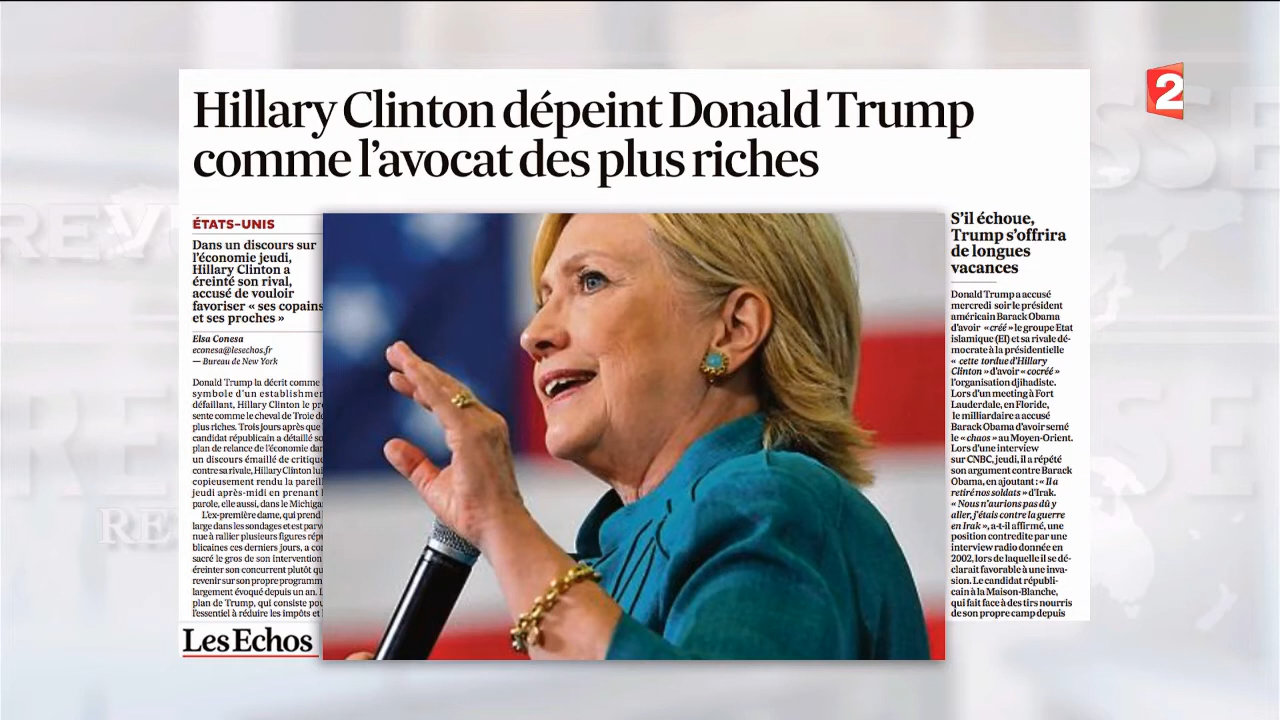 Hillary Clinton dépeint Donald Trump
comme l'avocat des plus riches
2
ÉTATS-UNIS
Dans un discours sur
l'économie jeudi,
Hillary Clinton a
éreinté son rival,
accusé de vouloir
favoriser « ses copains
et ses proches »
Elsa Conesa
econesa@lesechos.fr
— Bureau de New York
Donald Trump la décrit comme
symbole d'un establishmen
défaillant, Hillary Clinton le pré
sente comme le cheval de Troie de
plus riches. Trois jours après que
candidat républicain a détaillé so
plan de relance de l'économie dan
un discours émaillé de critique
contre sa rivale, Hillary Clinton lui
copieusement rendu la pareil
jeudi après-midi en prenant l
parole, elle aussi, dans le Michiga
L'ex-première dame, qui prend
large dans les sondages et est parv
nue à rallier plusieurs figures répu
blicaines ces derniers jours, a con
sacré le gros de son intervention
éreinter son concurrent plutôt qu
revenir sur son propre programm
largement évoqué depuis un an. L
plan de Trump, qui consiste pou
l'essentiel à réduire les impôts et l
Les Echos
S'il échoue,
Trump s'offrira
de longues
vacances
Donald Trump a accusé
mercredi soir le président
américain Barack Obama
d'avoir « créé » le groupe Etat
islamique (EI) et sa rivale dé-
mocrate à la présidentielle
« cette tordue d'Hillary
Clinton » d'avoir « cocréé »
l'organisation djihadiste.
Lors d'un meeting à Fort
Lauderdale, en Floride,
le milliardaire a accusé
Barack Obama d'avoir semé
le « chaos » au Moyen-Orient.
Lors d'une interview
sur CNBC, jeudi, il a répété
son argument contre Barack
Obama, en ajoutant : « Il a
retiré nos soldats » d'Irak.
« Nous n'aurions pas dû y
aller, j'étais contre la guerre
en Irak », a-t-il affirmé, une
position contredite par une
interview radio donnée en
2002, lors de laquelle il se dé-
clarait favorable à une inva-
sion. Le candidat républi-
cain à la Maison-Blanche,
qui fait face à des tirs nourris
de son propre camp depuis